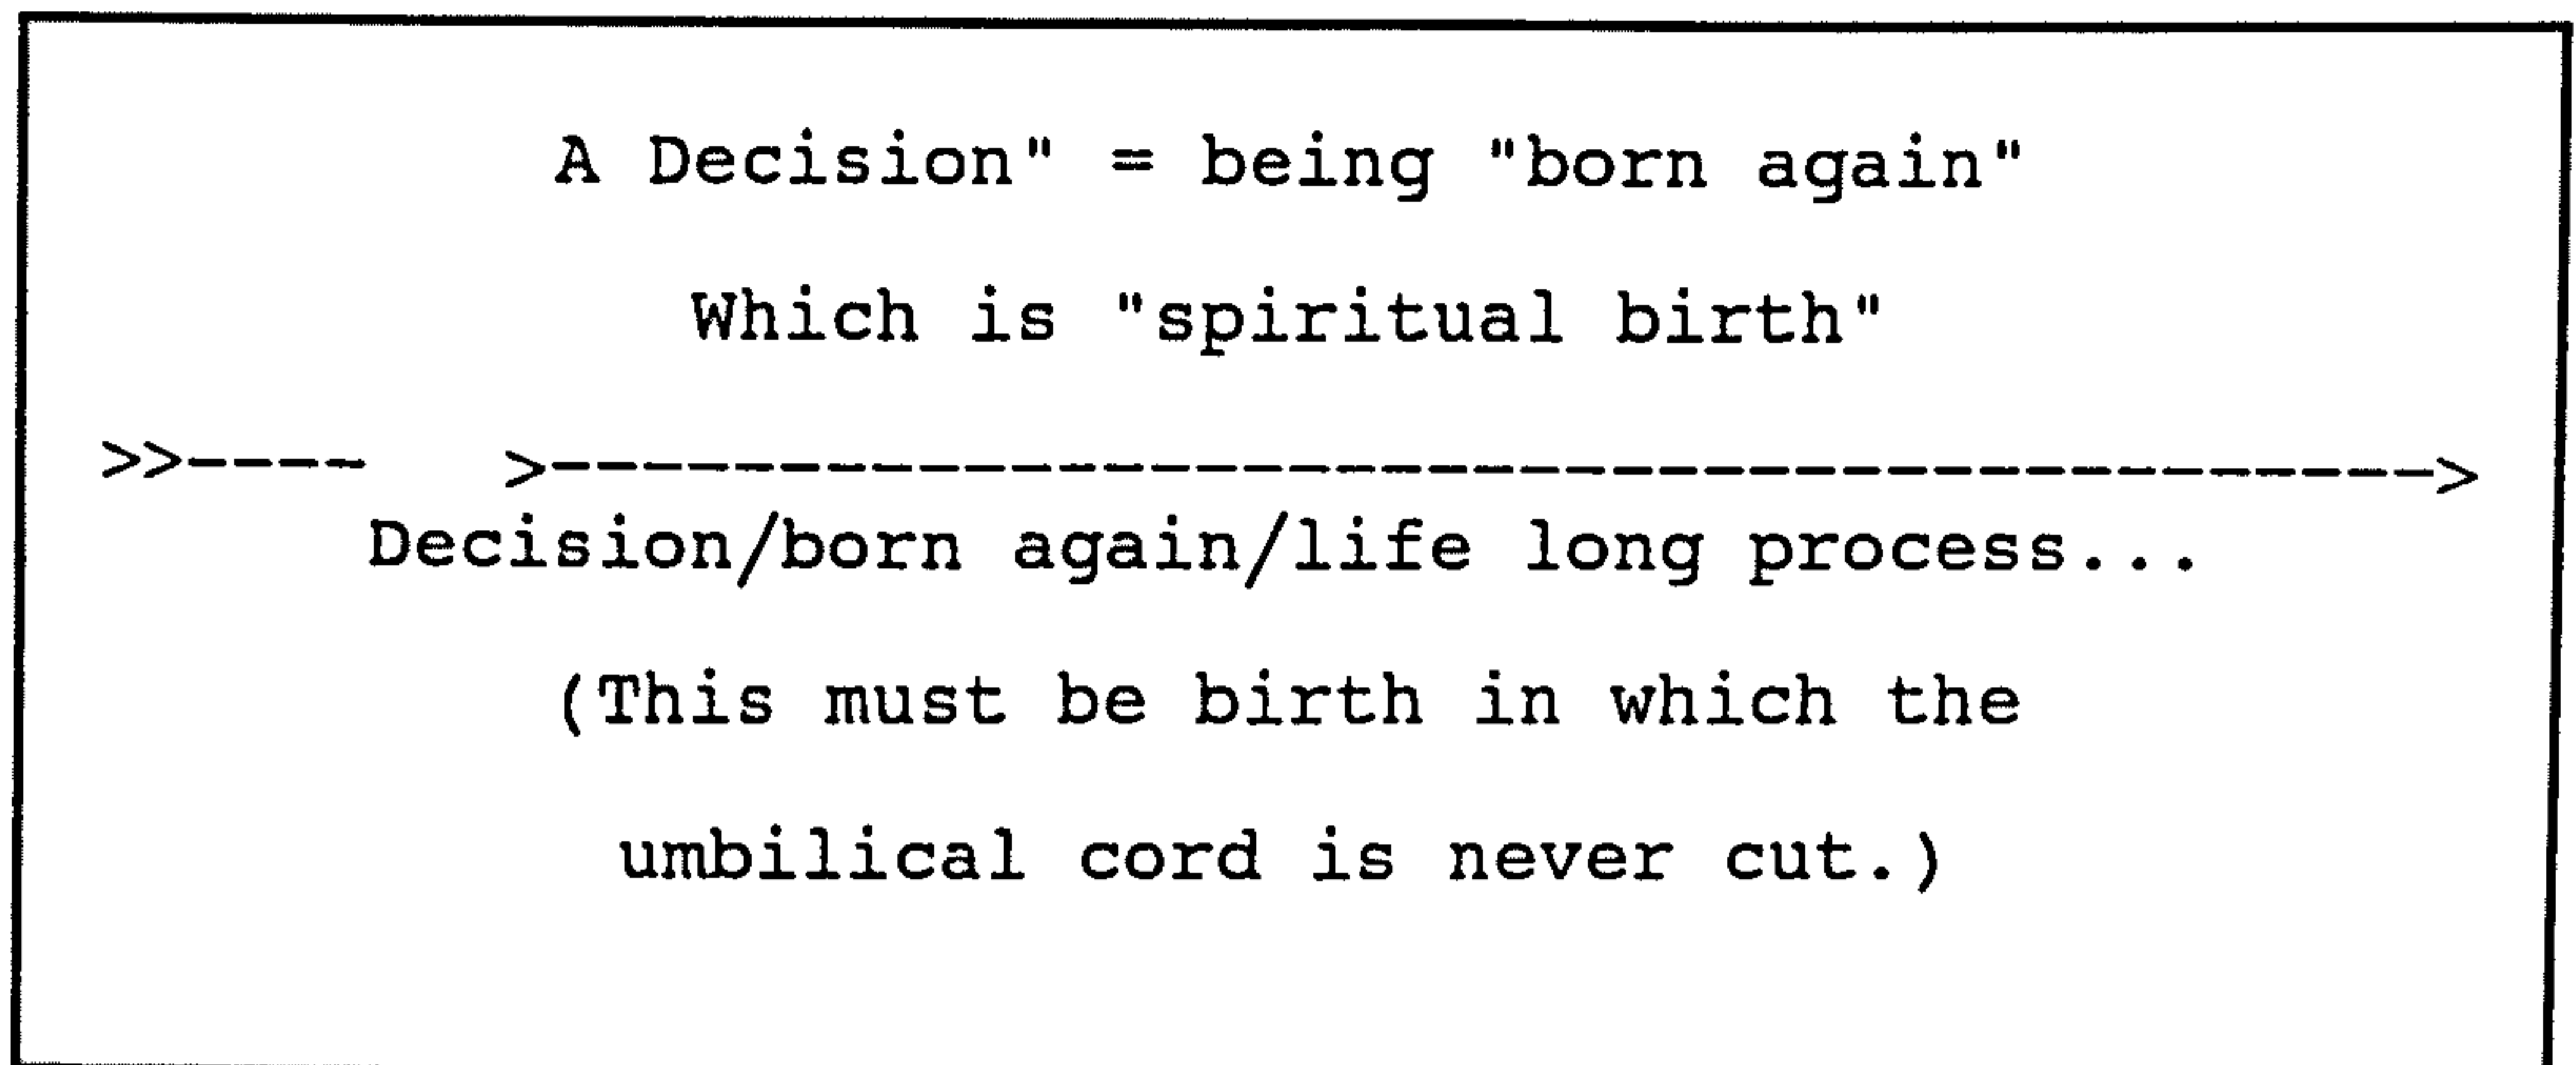 A Decision" = being "born again"
Which is "spiritual birth"
>>---- >--------------------------------------->
Decision/born again/life long process...
(This must be birth in which the
umbilical cord is never cut.)